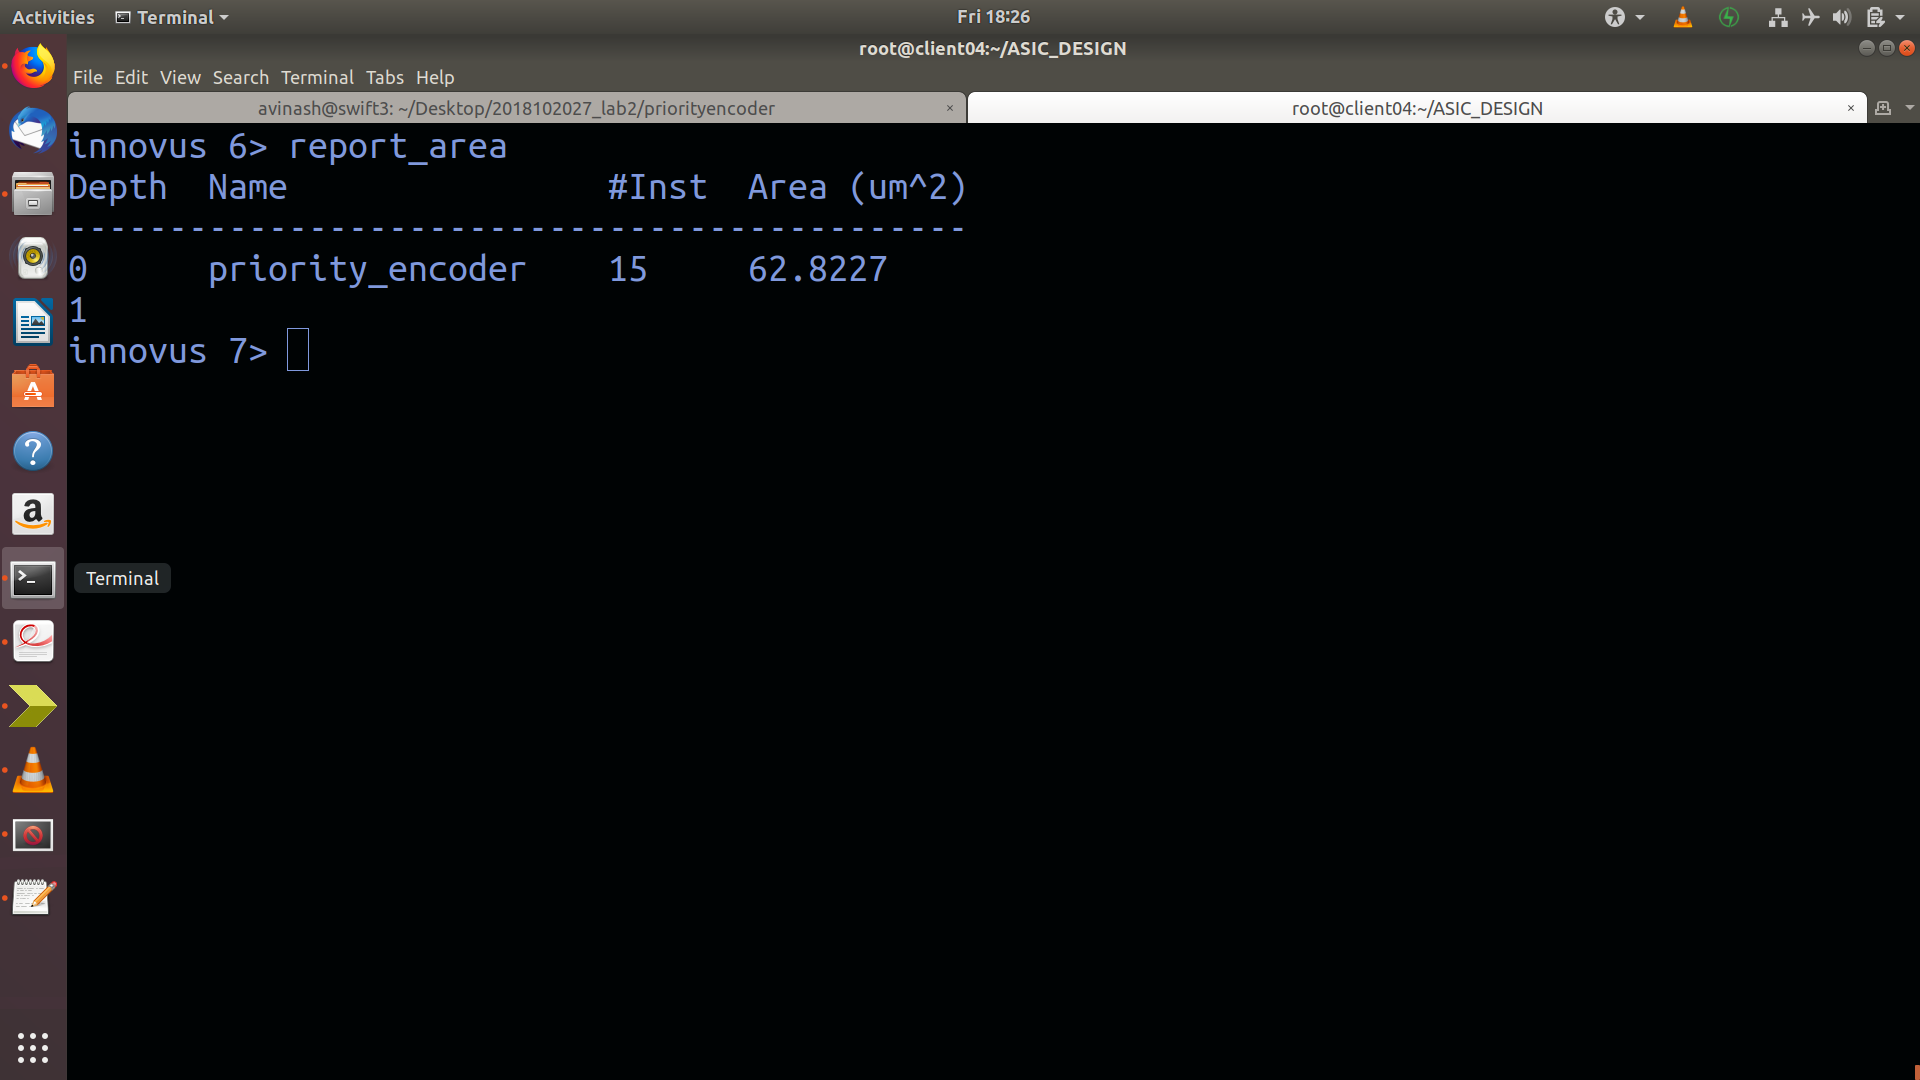 Activities Terminal Fri 18:26
root@client04:~/ASIC_DESIGN
File Edit View Search Terminal Tabs Help
avinash@swift3: ~/Desktop/2018102027_lab2/priorityencoder × root@client04:~/ASIC_DESIGN ×
innovus 6> report_area
Depth  Name                #Inst  Area (um^2)
---------------------------------------------
0      priority_encoder    15     62.8227
1
innovus 7>
Terminal